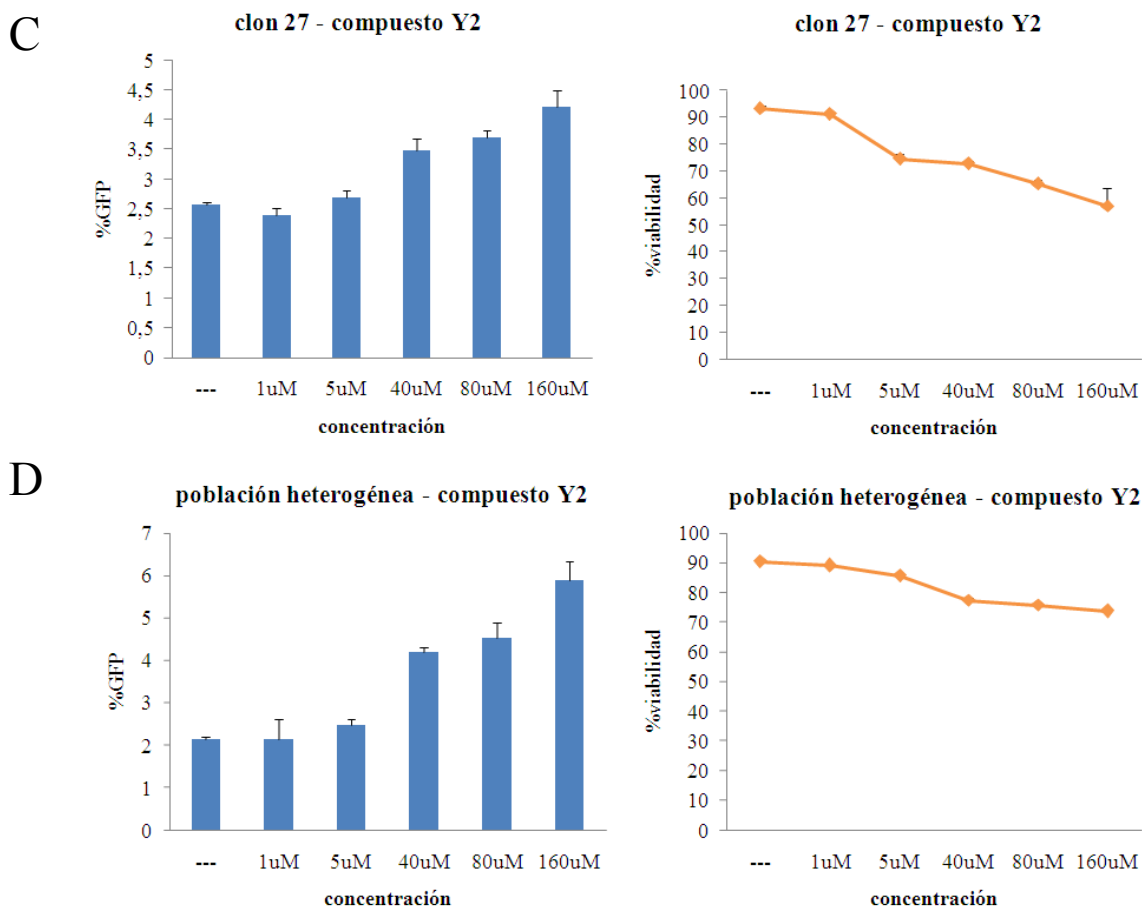 C
clon 27 - compuesto Y2
5
4,5
4
3,5
3
2,5
2
1,5
1
0,5
0
%GFP
--- 1uM 5uM 40uM 80uM 160uM
concentración
clon 27 - compuesto Y2
100
90
80
70
60
50
40
30
20
10
0
%viabilidad
--- 1uM 5uM 40uM 80uM 160uM
concentración
D
población heterogénea - compuesto Y2
7
6
5
4
3
2
1
0
%GFP
--- 1uM 5uM 40uM 80uM 160uM
concentración
población heterogénea - compuesto Y2
100
90
80
70
60
50
40
30
20
10
0
%viabilidad
--- 1uM 5uM 40uM 80uM 160uM
concentración